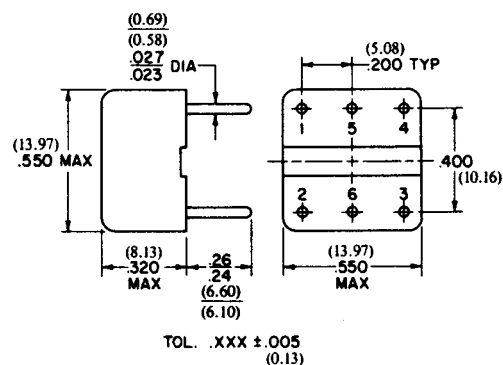 (0.69)
(0.58)
.027
.023 DIA
(5.08)
.200 TYP
1 5 4
(13.97)
.550 MAX
.400
(10.16)
2 6 3
(8.13)
.320
MAX
.26
.24
(6.60)
(6.10)
(13.97)
.550
MAX
TOL. .XXX ±.005
(0.13)